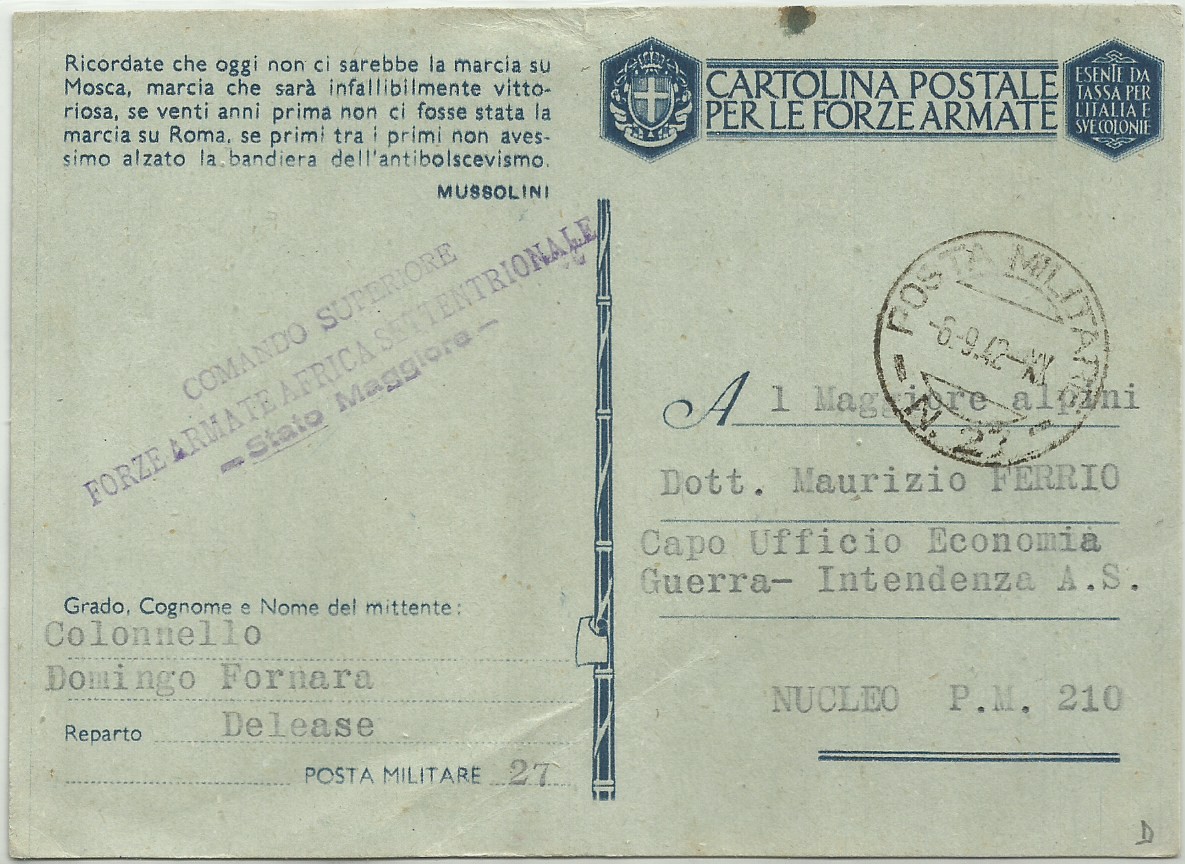 Ricordate che oggi non ci sarebbe la marcia su
Mosca, marcia che sarà infallibilmente vitto-
riosa, se venti anni prima non ci fosse stata la
marcia su Roma, se primi tra i primi non aves-
simo alzato la bandiera dell'antibolscevismo.
MUSSOLINI
CARTOLINA POSTALE
PER LE FORZE ARMATE
ESENTE DA
TASSA PER
L'ITALIA E
SVE COLONIE
COMANDO SUPERIORE
FORZE ARMATE AFRICA SETTENTRIONALE
- Stato Maggiore -
POSTA MILITARE
-6.9.42-XX
N. 27
A l Maggiore alpini
Dott. Maurizio FERRIO
Capo Ufficio Economia
Guerra- Intendenza A.S.
NUCLEO P.M. 210
Grado, Cognome e Nome del mittente:
Colonnello
Domingo Fornara
Reparto Delease
POSTA MILITARE 27
D